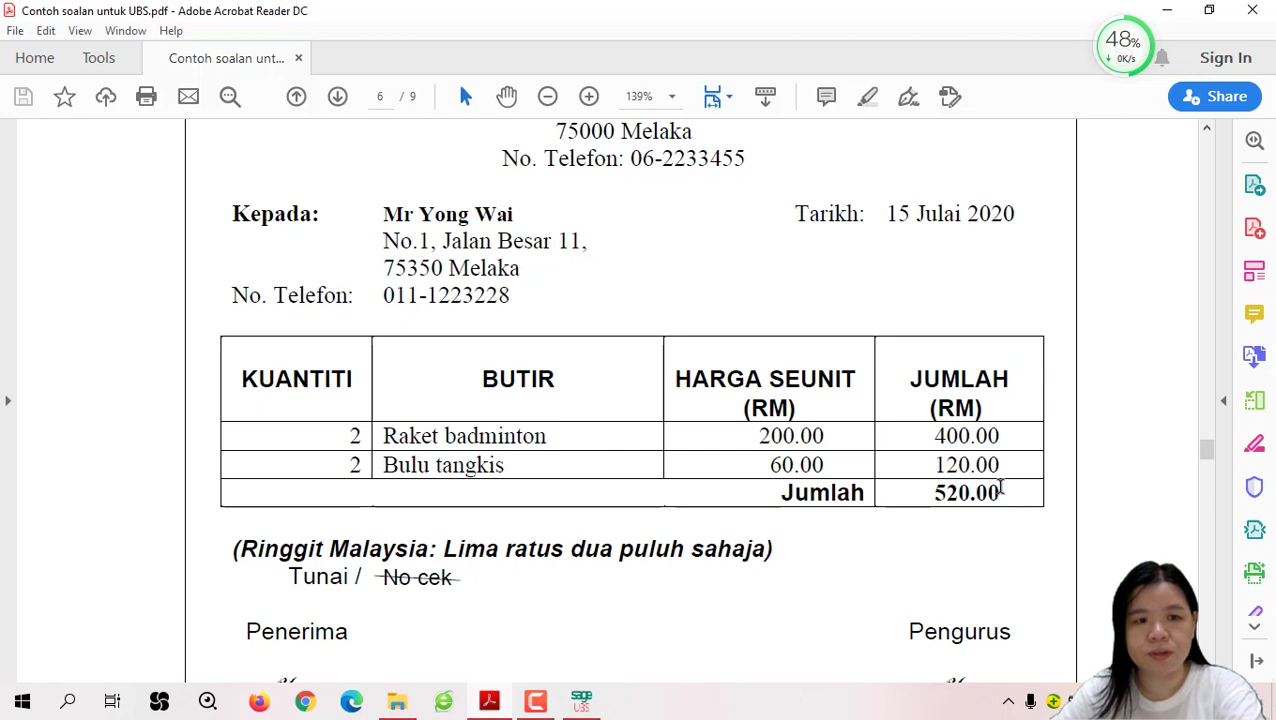 Contoh soalan untuk UBS.pdf - Adobe Acrobat Reader DC
File Edit View Window Help
Home Tools Contoh soalan unt... × Sign In
48%
↓ 0K/s
6 / 9 139% Share
75000 Melaka
No. Telefon: 06-2233455
Kepada: Mr Yong Wai Tarikh: 15 Julai 2020
No.1, Jalan Besar 11,
75350 Melaka
No. Telefon: 011-1223228
KUANTITI BUTIR HARGA SEUNIT (RM) JUMLAH (RM)
2 Raket badminton 200.00 400.00
2 Bulu tangkis 60.00 120.00
Jumlah 520.00
(Ringgit Malaysia: Lima ratus dua puluh sahaja)
Tunai / No cek
Penerima Pengurus
sage
UBS